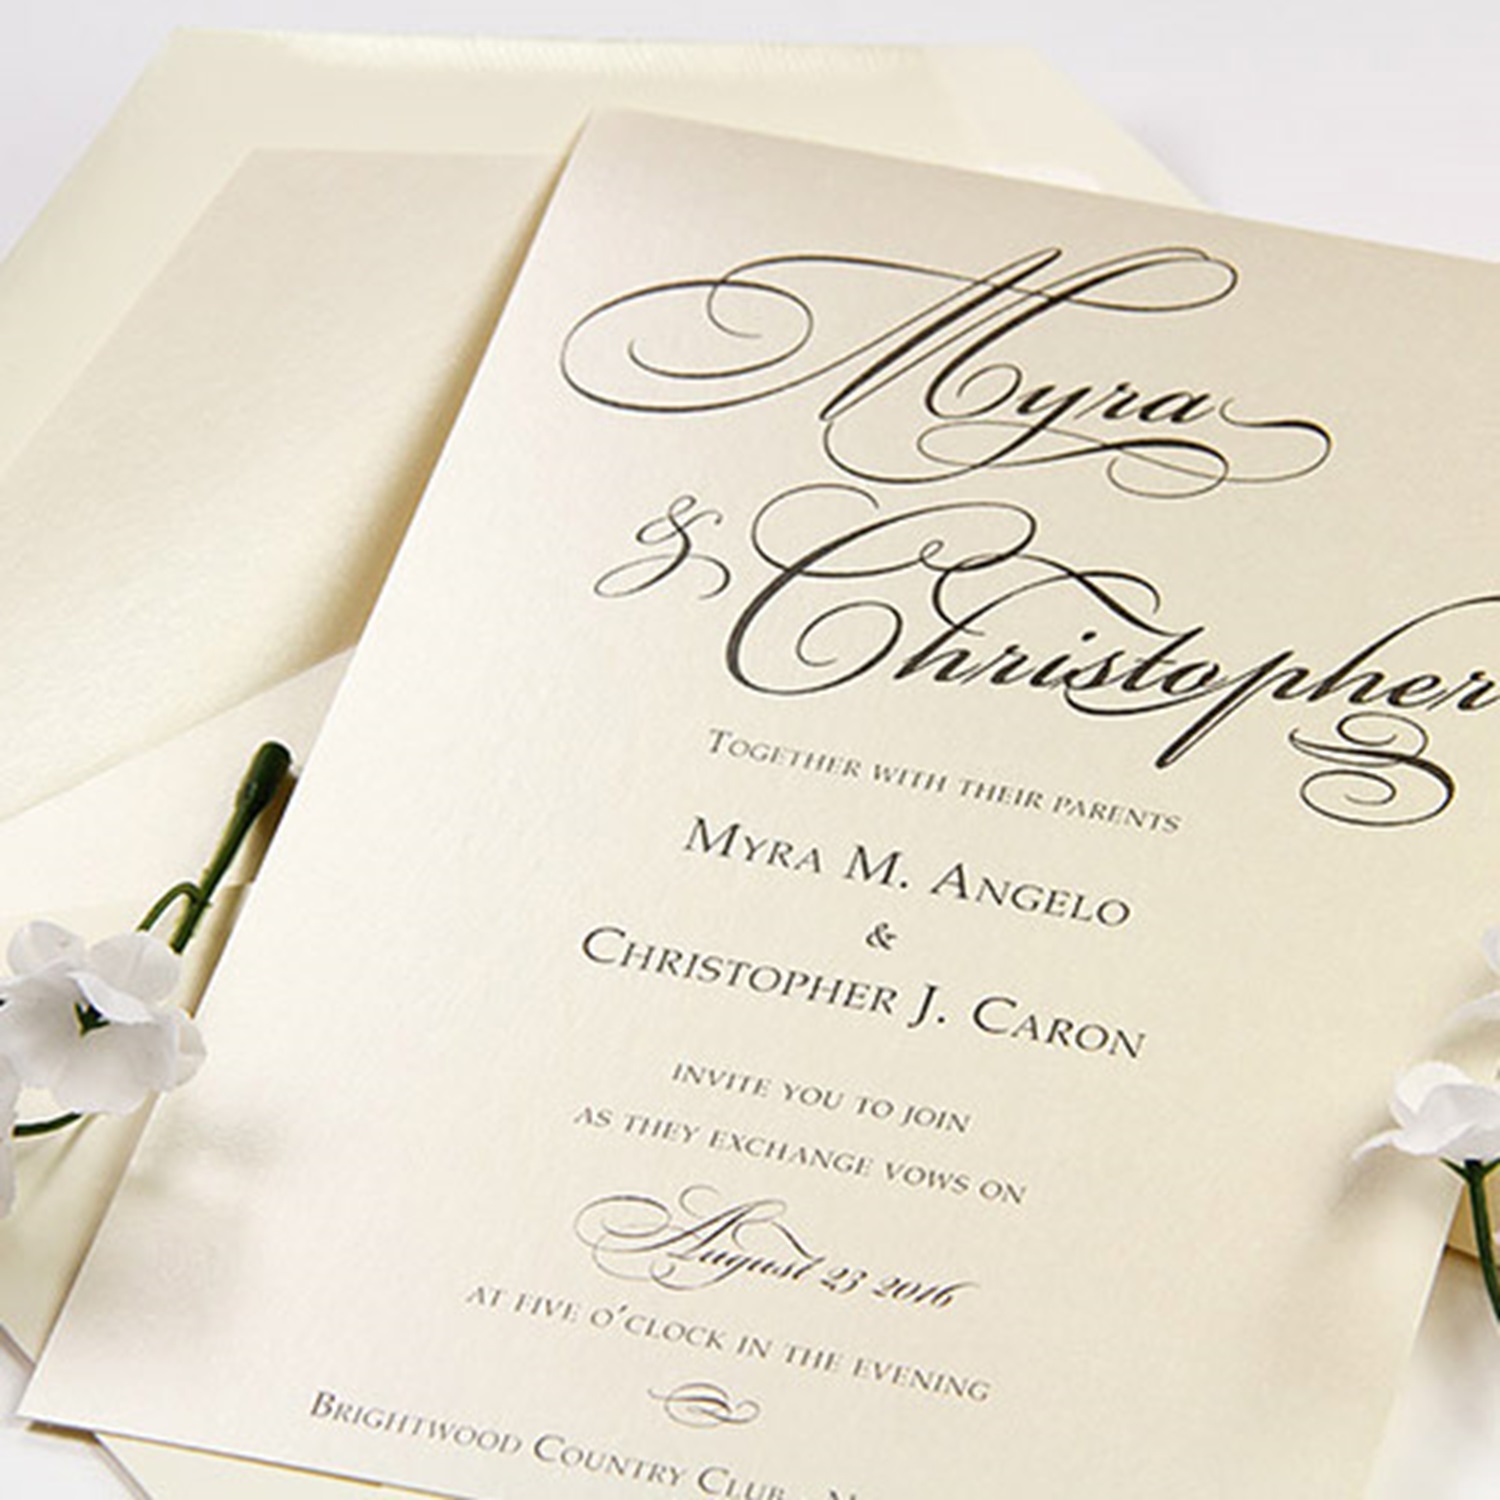 Myra
& Christopher
Together with their parents
Myra M. Angelo
&
Christopher J. Caron
invite you to join
as they exchange vows on
August 23 2016
at five o'clock in the evening
Brightwood Country Club